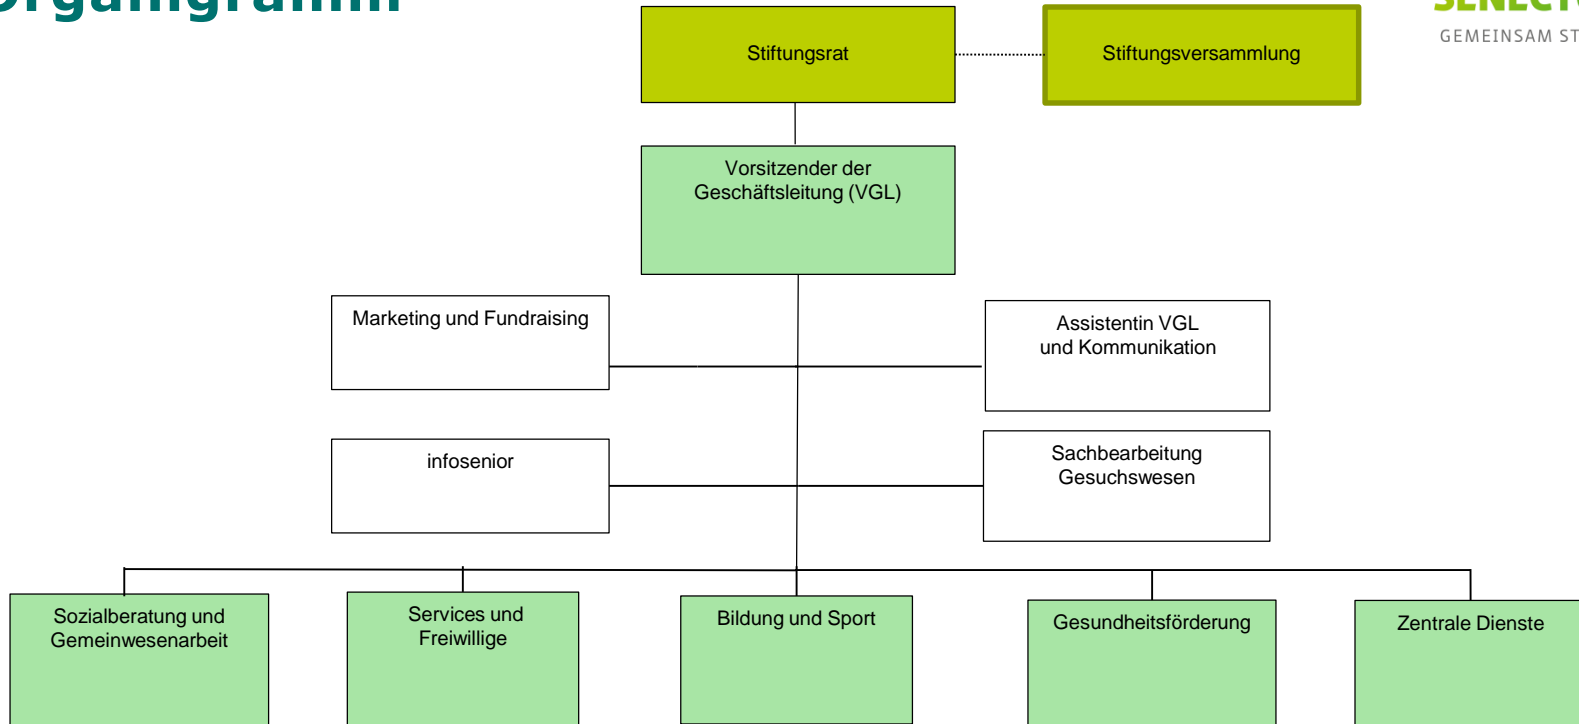 Organigramm
GEMEINSAM ST
Stiftungsrat
Stiftungsversammlung
Vorsitzender der
Geschäftsleitung (VGL)
Marketing und Fundraising
Assistentin VGL
und Kommunikation
infosenior
Sachbearbeitung
Gesuchswesen
Sozialberatung und
Gemeinwesenarbeit
Services und
Freiwillige
Bildung und Sport
Gesundheitsförderung
Zentrale Dienste